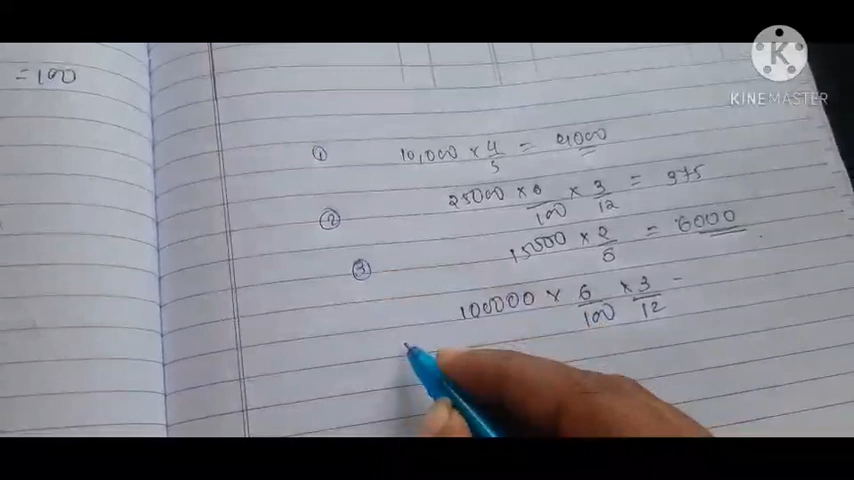 = 100
K
KINEMASTER
① 10,000 × 4/5 = 4000
② 25000 × 6/100 × 3/12 = 375
③ 15000 × 2/5 = 6000
100000 × 6/100 × 3/12 =